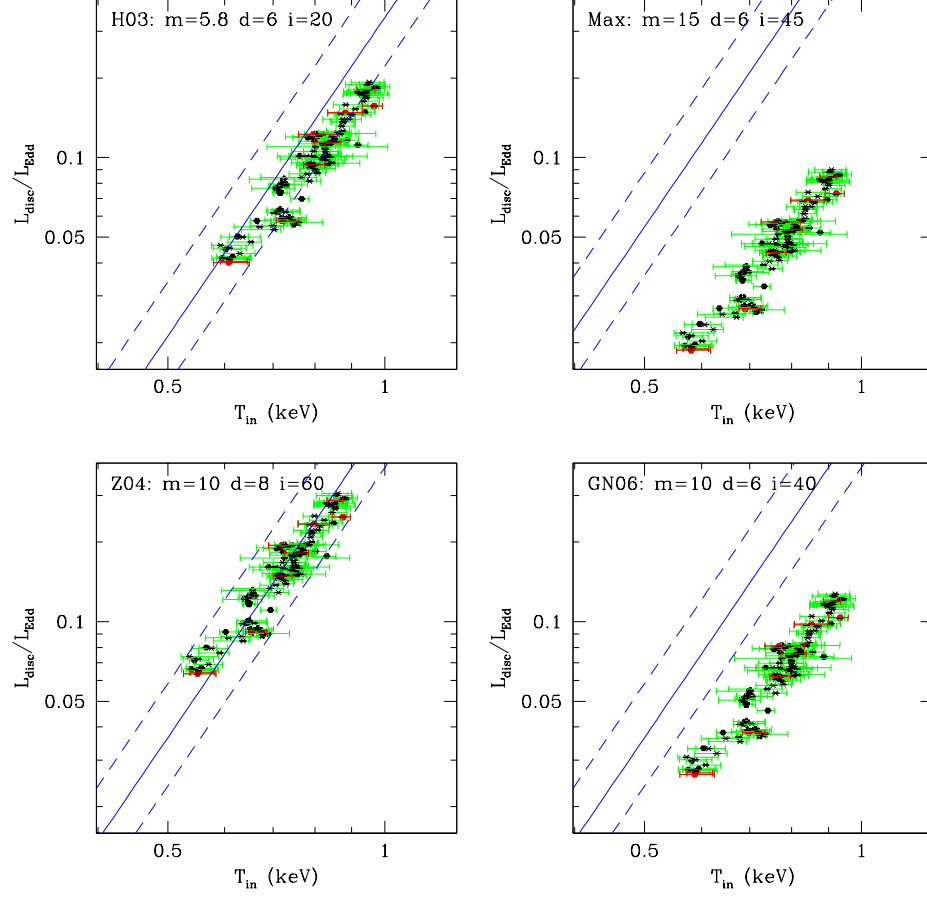 H03: m=5.8 d=6 i=20
L_disc/L_Edd
0.1
0.05
0.5
1
T_in (keV)
Max: m=15 d=6 i=45
L_disc/L_Edd
0.1
0.05
0.5
1
T_in (keV)
Z04: m=10 d=8 i=60
L_disc/L_Edd
0.1
0.05
0.5
1
T_in (keV)
GN06: m=10 d=6 i=40
L_disc/L_Edd
0.1
0.05
0.5
1
T_in (keV)